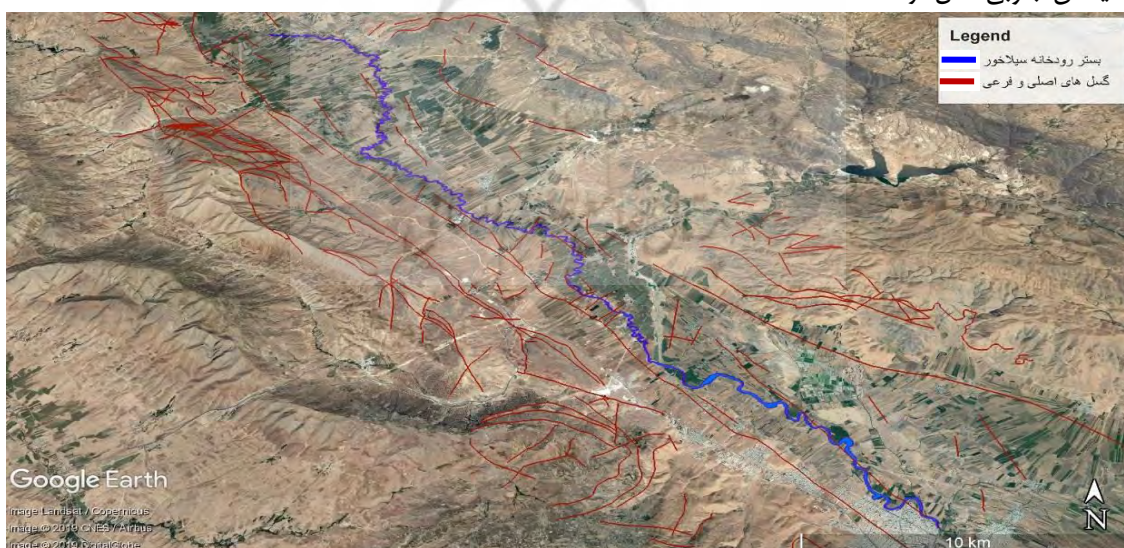 Legend
بستر رودخانه سیلاخور
گسل های اصلی و فرعی
Google Earth
Image Landsat / Copernicus
Image © 2019 CNES / Airbus
Image © 2019 DigitalGlobe
N
10 km